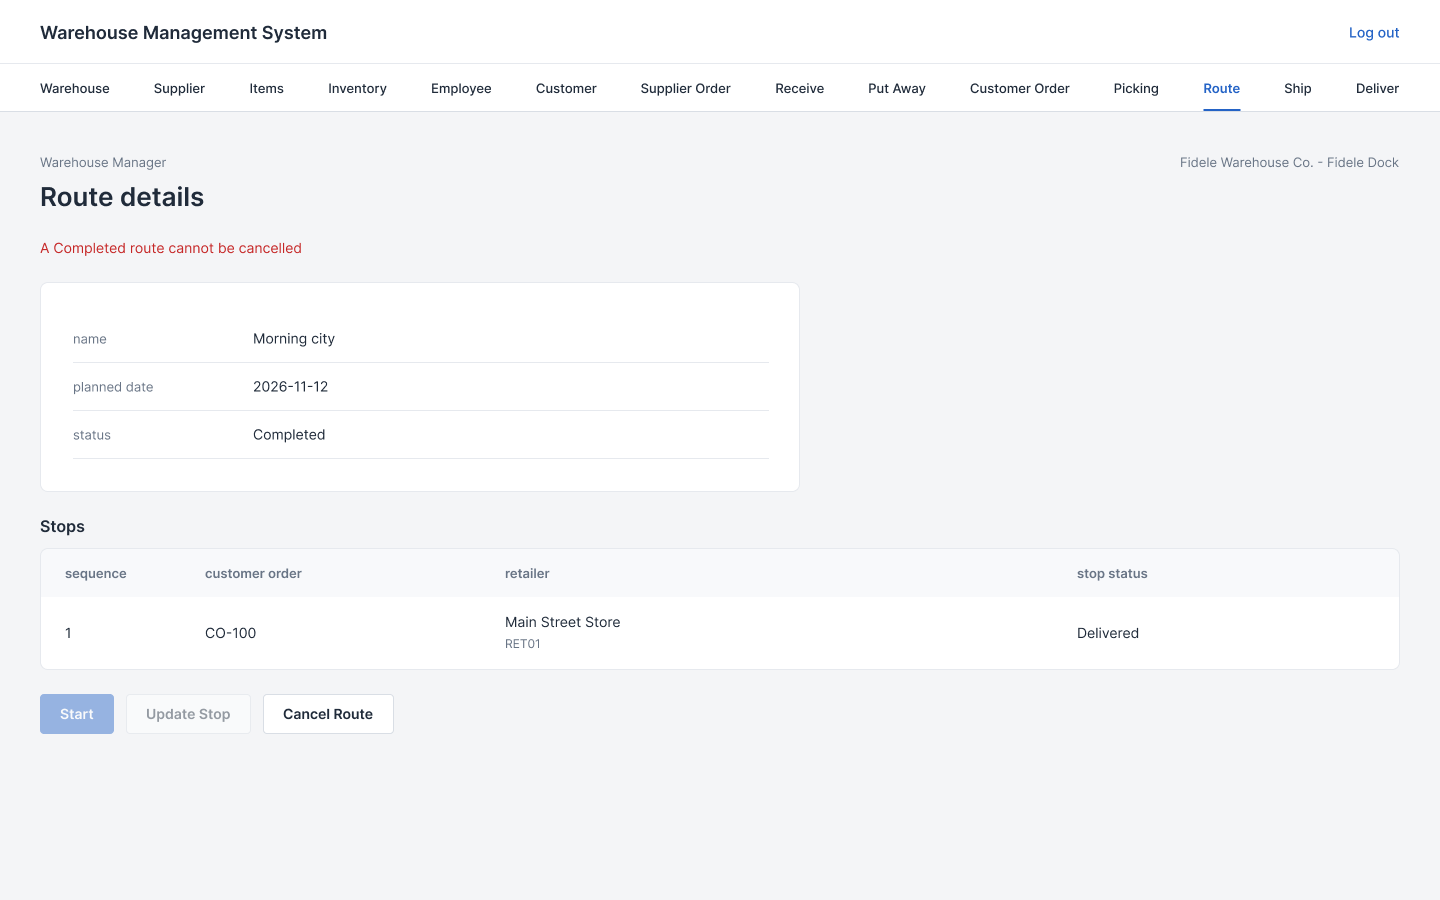 Warehouse Management System
Log out
Warehouse Supplier Items Inventory Employee Customer Supplier Order Receive Put Away Customer Order Picking Route Ship Deliver
Warehouse Manager
Fidele Warehouse Co. - Fidele Dock
Route details
A Completed route cannot be cancelled
name Morning city
planned date 2026-11-12
status Completed
Stops
sequence customer order retailer stop status
1 CO-100 Main Street Store Delivered
RET01
Start Update Stop Cancel Route